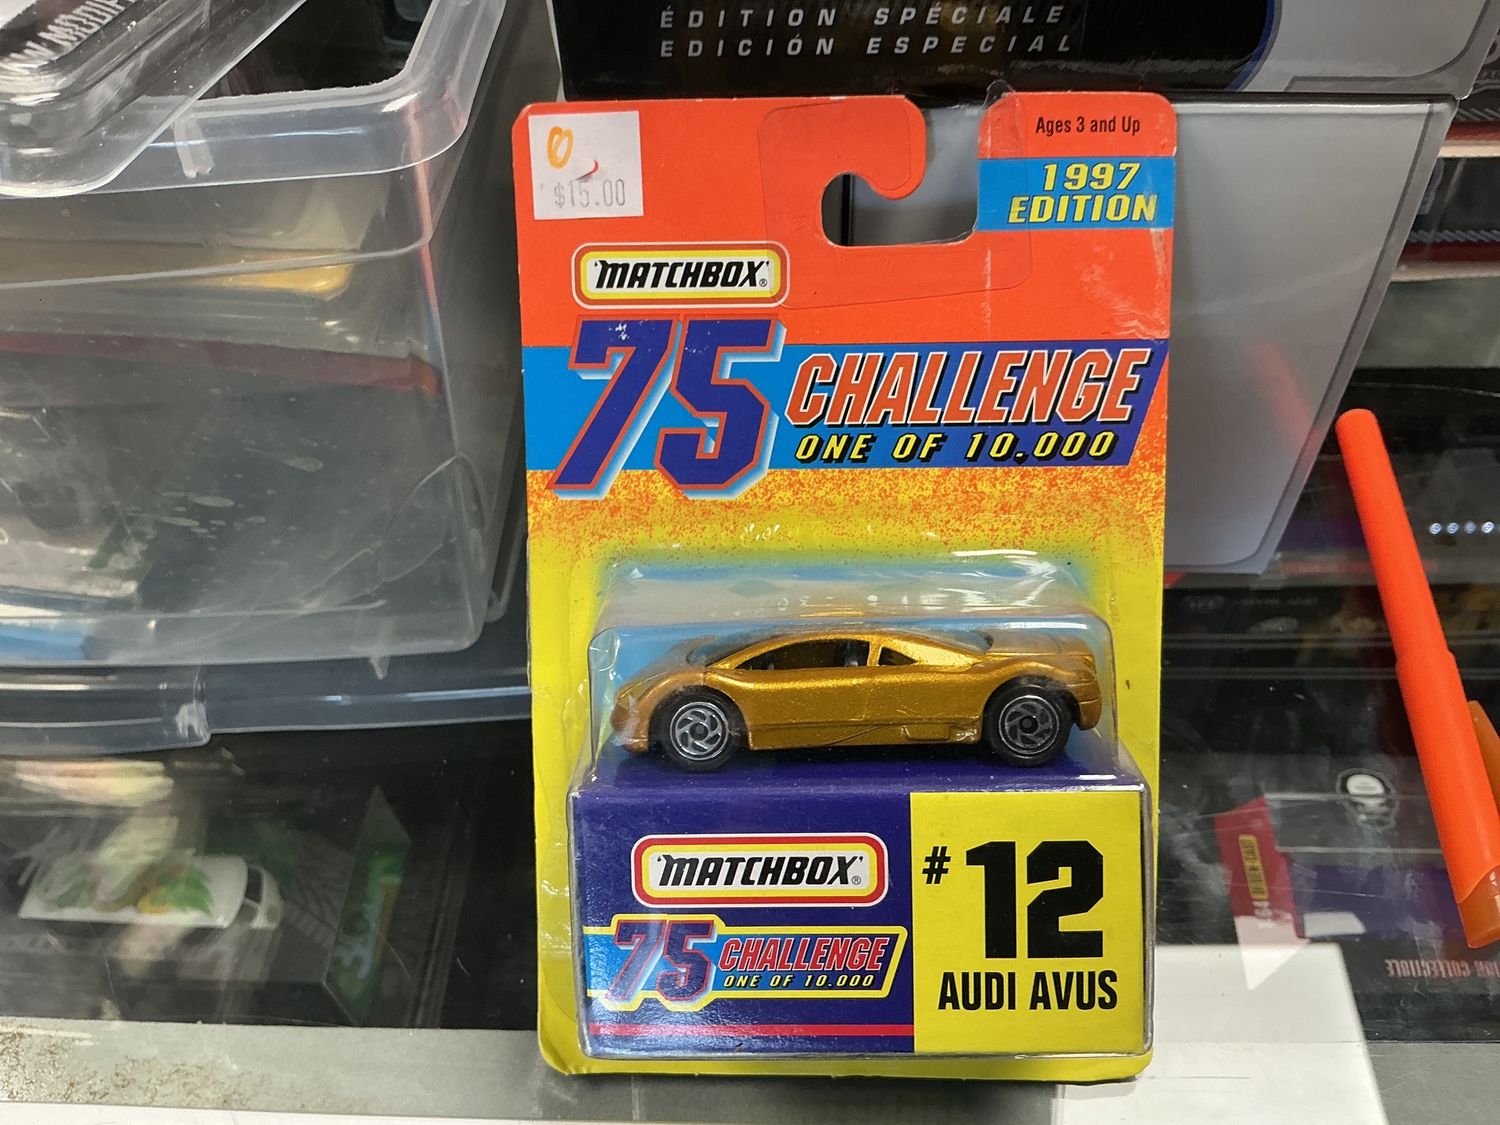 ÉDITION SPÉCIALE
EDICIÓN ESPECIAL
$15.00
Ages 3 and Up
1997
EDITION
MATCHBOX®
75 CHALLENGE
ONE OF 10,000
MATCHBOX®
75 CHALLENGE
ONE OF 10,000
#12
AUDI AVUS